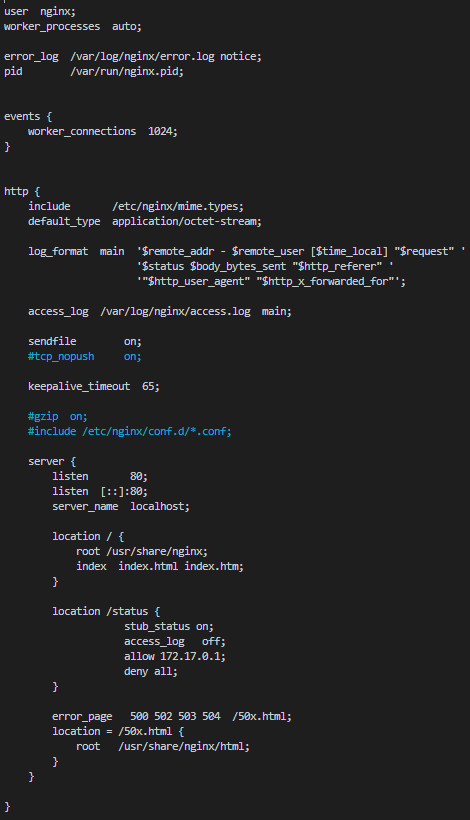 user  nginx;
worker_processes  auto;

error_log  /var/log/nginx/error.log notice;
pid        /var/run/nginx.pid;


events {
    worker_connections  1024;
}


http {
    include       /etc/nginx/mime.types;
    default_type  application/octet-stream;

    log_format  main  '$remote_addr - $remote_user [$time_local] "$request" '
                      '$status $body_bytes_sent "$http_referer" '
                      '"$http_user_agent" "$http_x_forwarded_for"';

    access_log  /var/log/nginx/access.log  main;

    sendfile        on;
    #tcp_nopush     on;

    keepalive_timeout  65;

    #gzip  on;
    #include /etc/nginx/conf.d/*.conf;

    server {
        listen       80;
        listen  [::]:80;
        server_name  localhost;

        location / {
            root /usr/share/nginx;
            index  index.html index.htm;
        }

        location /status {
                    stub_status on;
                    access_log   off;
                    allow 172.17.0.1;
                    deny all;
        }

        error_page   500 502 503 504  /50x.html;
        location = /50x.html {
            root   /usr/share/nginx/html;
        }
    }

}